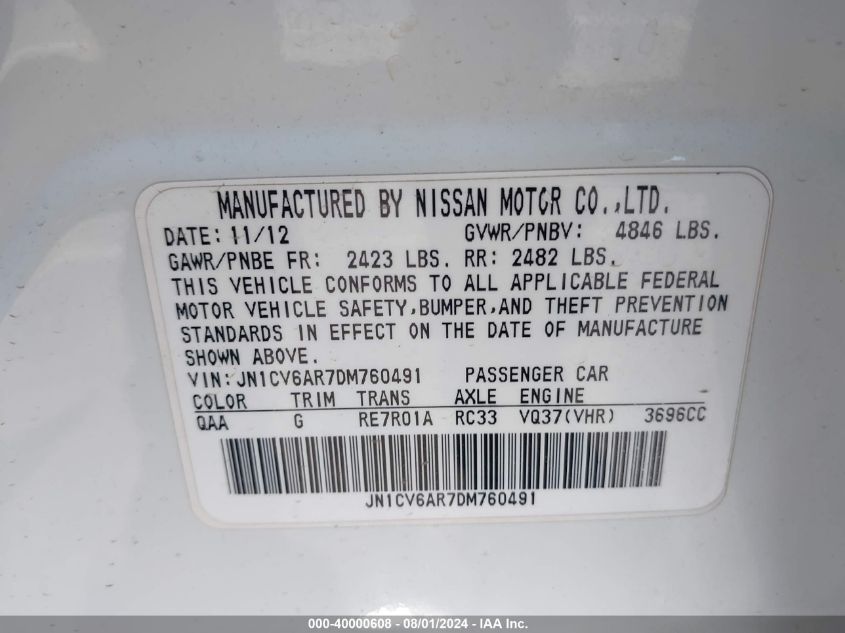 MANUFACTURED BY NISSAN MOTOR CO.,LTD.
DATE: 11/12 GVWR/PNBV: 4846 LBS.
GAWR/PNBE FR: 2423 LBS. RR: 2482 LBS.
THIS VEHICLE CONFORMS TO ALL APPLICABLE FEDERAL
MOTOR VEHICLE SAFETY,BUMPER,AND THEFT PREVENTION
STANDARDS IN EFFECT ON THE DATE OF MANUFACTURE
SHOWN ABOVE.
VIN:JN1CV6AR7DM760491 PASSENGER CAR
COLOR TRIM TRANS AXLE ENGINE
QAA G RE7R01A RC33 VQ37(VHR) 3696CC
JN1CV6AR7DM760491
000-40000608 - 08/01/2024 - IAA Inc.